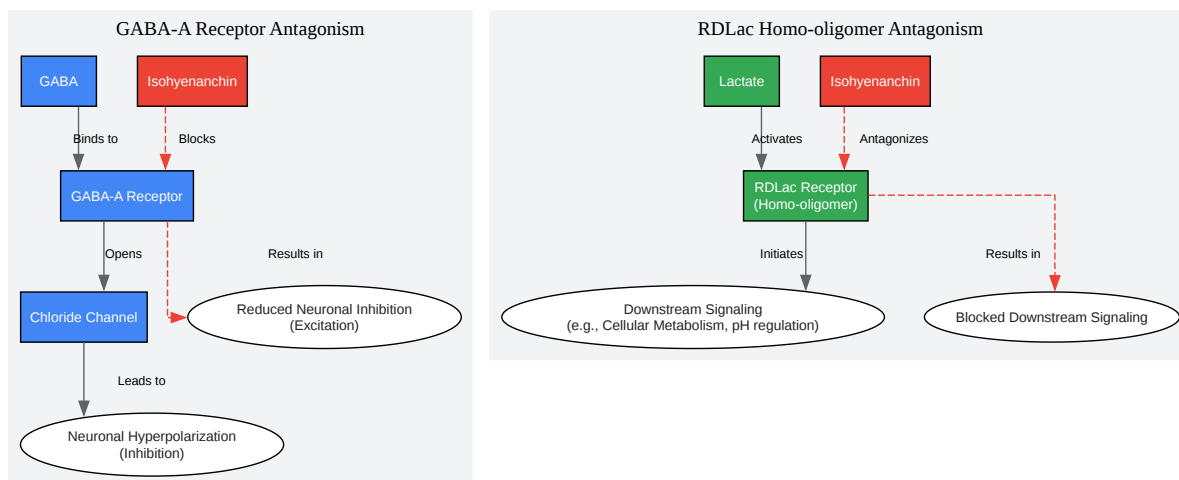 GABA-A Receptor Antagonism
GABA
Isohyenanchin
Binds to
Blocks
GABA-A Receptor
Opens
Results in
Chloride Channel
Reduced Neuronal Inhibition
(Excitation)
Leads to
Neuronal Hyperpolarization
(Inhibition)
RDLac Homo-oligomer Antagonism
Lactate
Isohyenanchin
Activates
Antagonizes
RDLac Receptor
(Homo-oligomer)
Initiates
Results in
Downstream Signaling
(e.g., Cellular Metabolism, pH regulation)
Blocked Downstream Signaling